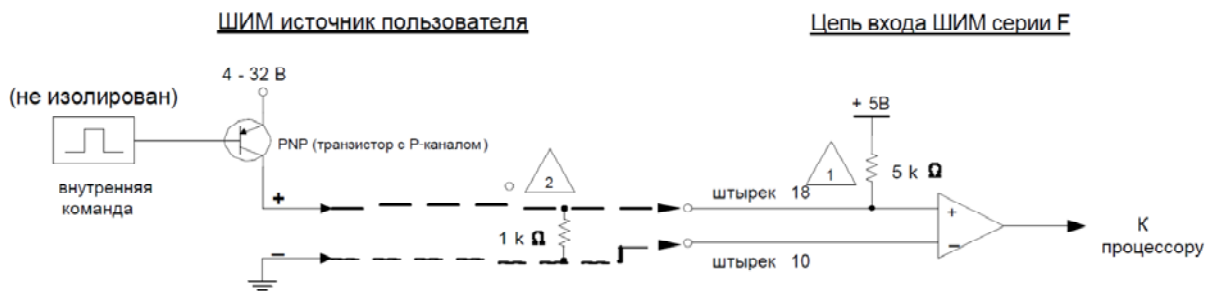 ШИМ источник пользователя
Цепь входа ШИМ серии F
4 - 32 В
(не изолирован)
+ 5В
PNP (транзистор с Р-каналом)
внутренняя
команда
2
1
5 k Ω
+
штырек 18
+
1 k Ω
К
процессору
−
−
штырек 10